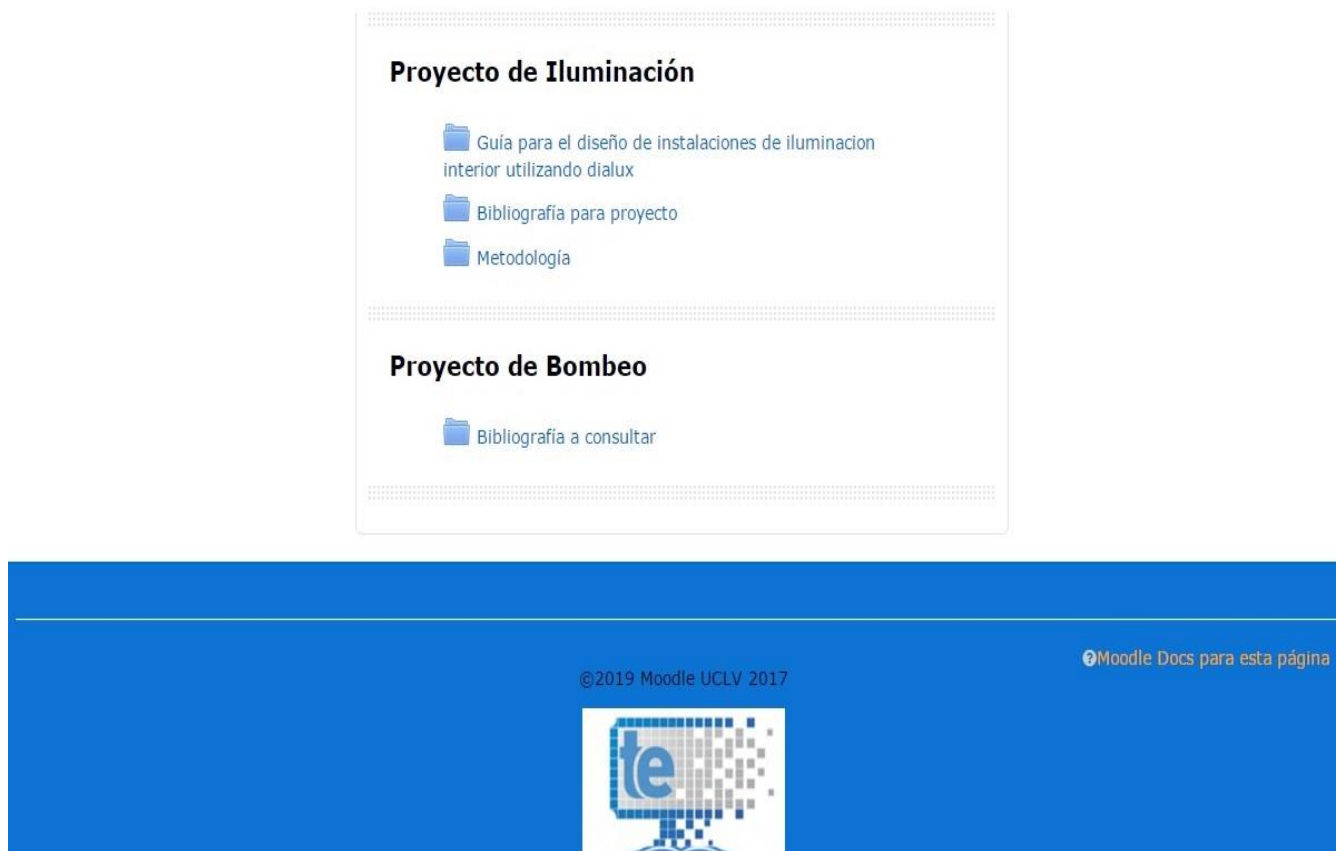 Proyecto de Iluminación
Guía para el diseño de instalaciones de iluminacion
interior utilizando dialux
Bibliografía para proyecto
Metodología
Proyecto de Bombeo
Bibliografía a consultar
?Moodle Docs para esta página
©2019 Moodle UCLV 2017
te